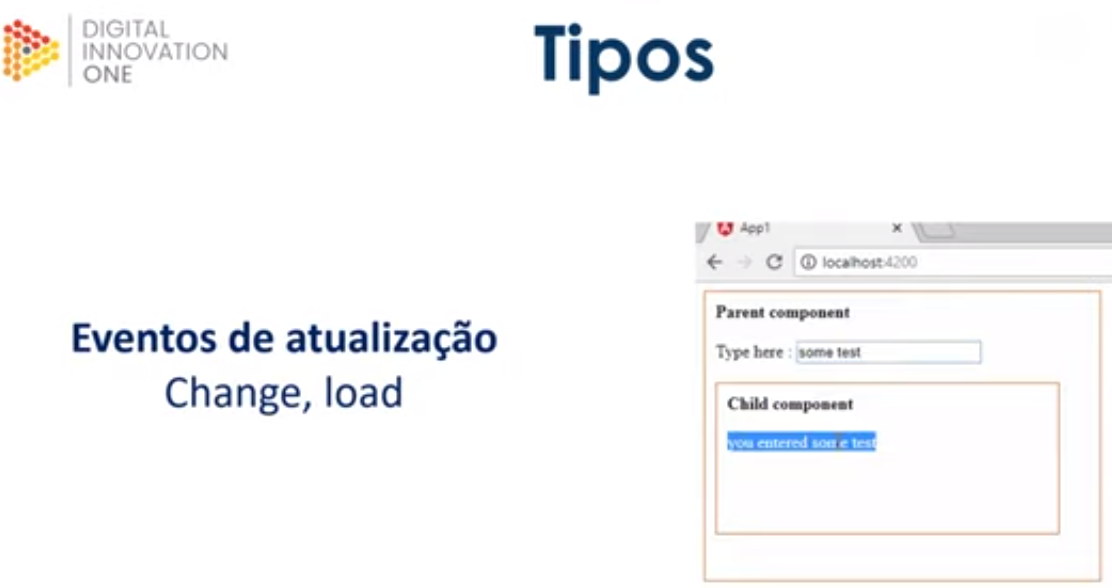 DIGITAL
INNOVATION
ONE
Tipos
Eventos de atualização
Change, load
App1
localhost:4200
Parent component
Type here : some test
Child component
you entered some test